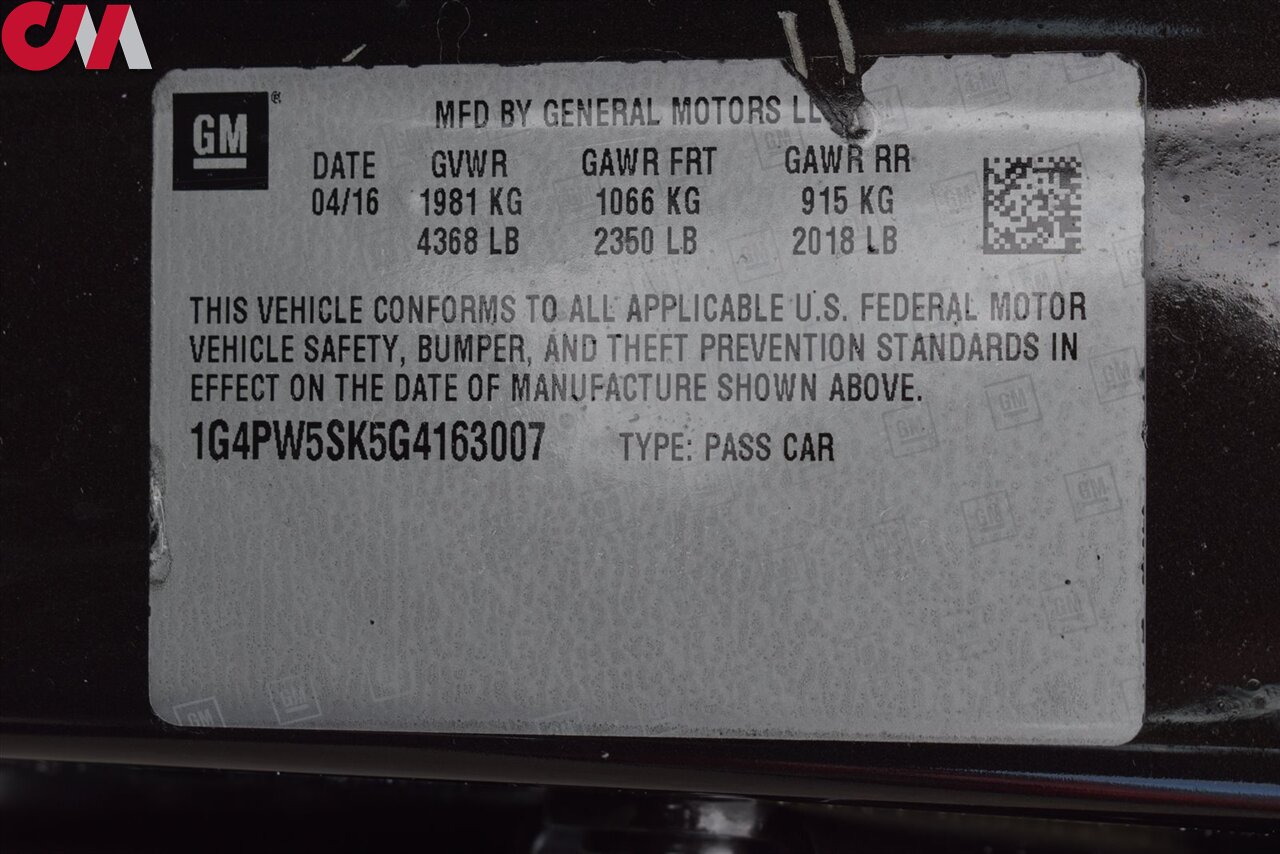 CM
GM
MFD BY GENERAL MOTORS
DATE GVWR GAWR FRT GAWR RR
04/16 1981 KG 1066 KG 915 KG
4368 LB 2350 LB 2018 LB
THIS VEHICLE CONFORMS TO ALL APPLICABLE U.S. FEDERAL MOTOR
VEHICLE SAFETY, BUMPER, AND THEFT PREVENTION STANDARDS IN
EFFECT ON THE DATE OF MANUFACTURE SHOWN ABOVE.
1G4PW5SK5G4163007 TYPE: PASS CAR